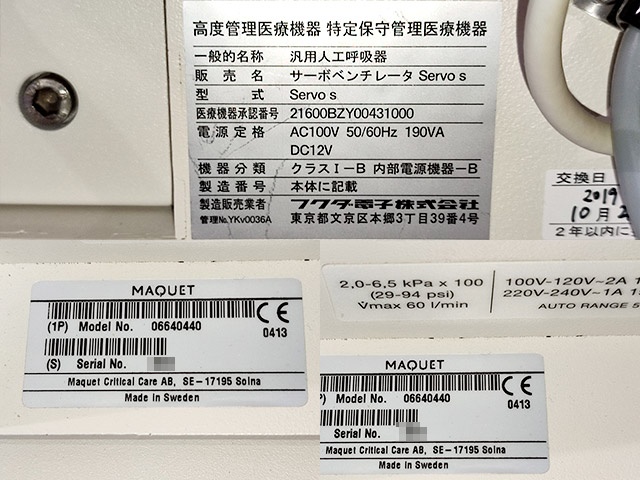 高度管理医療機器 特定保守管理医療機器
一般的名称 汎用人工呼吸器
販売名 サーボベンチレータ Servo s
型式 Servo s
医療機器承認番号 21600BZY00431000
電源定格 AC100V 50/60Hz 190VA
DC12V
機器分類 クラスⅠ−B 内部電源機器−B
製造番号 本体に記載
製造販売業者 フクダ電子株式会社
管理No.YKv0036A 東京都文京区本郷3丁目39番4号
交換日
2019
10月2
2年以内に
MAQUET
(1P) Model No. 06640440
CE
0413
(S) Serial No.
Maquet Critical Care AB, SE-17195 Solna
Made in Sweden
2,0-6,5 kPa x 100
(29-94 psi)
V̇max 60 l/min
100V-120V~2A 1
220V-240V~1A 1
AUTO RANGE 5
MAQUET
P) Model No. 06640440
CE
0413
Serial No.
Maquet Critical Care AB, SE-17195 Solna
Made in Sweden